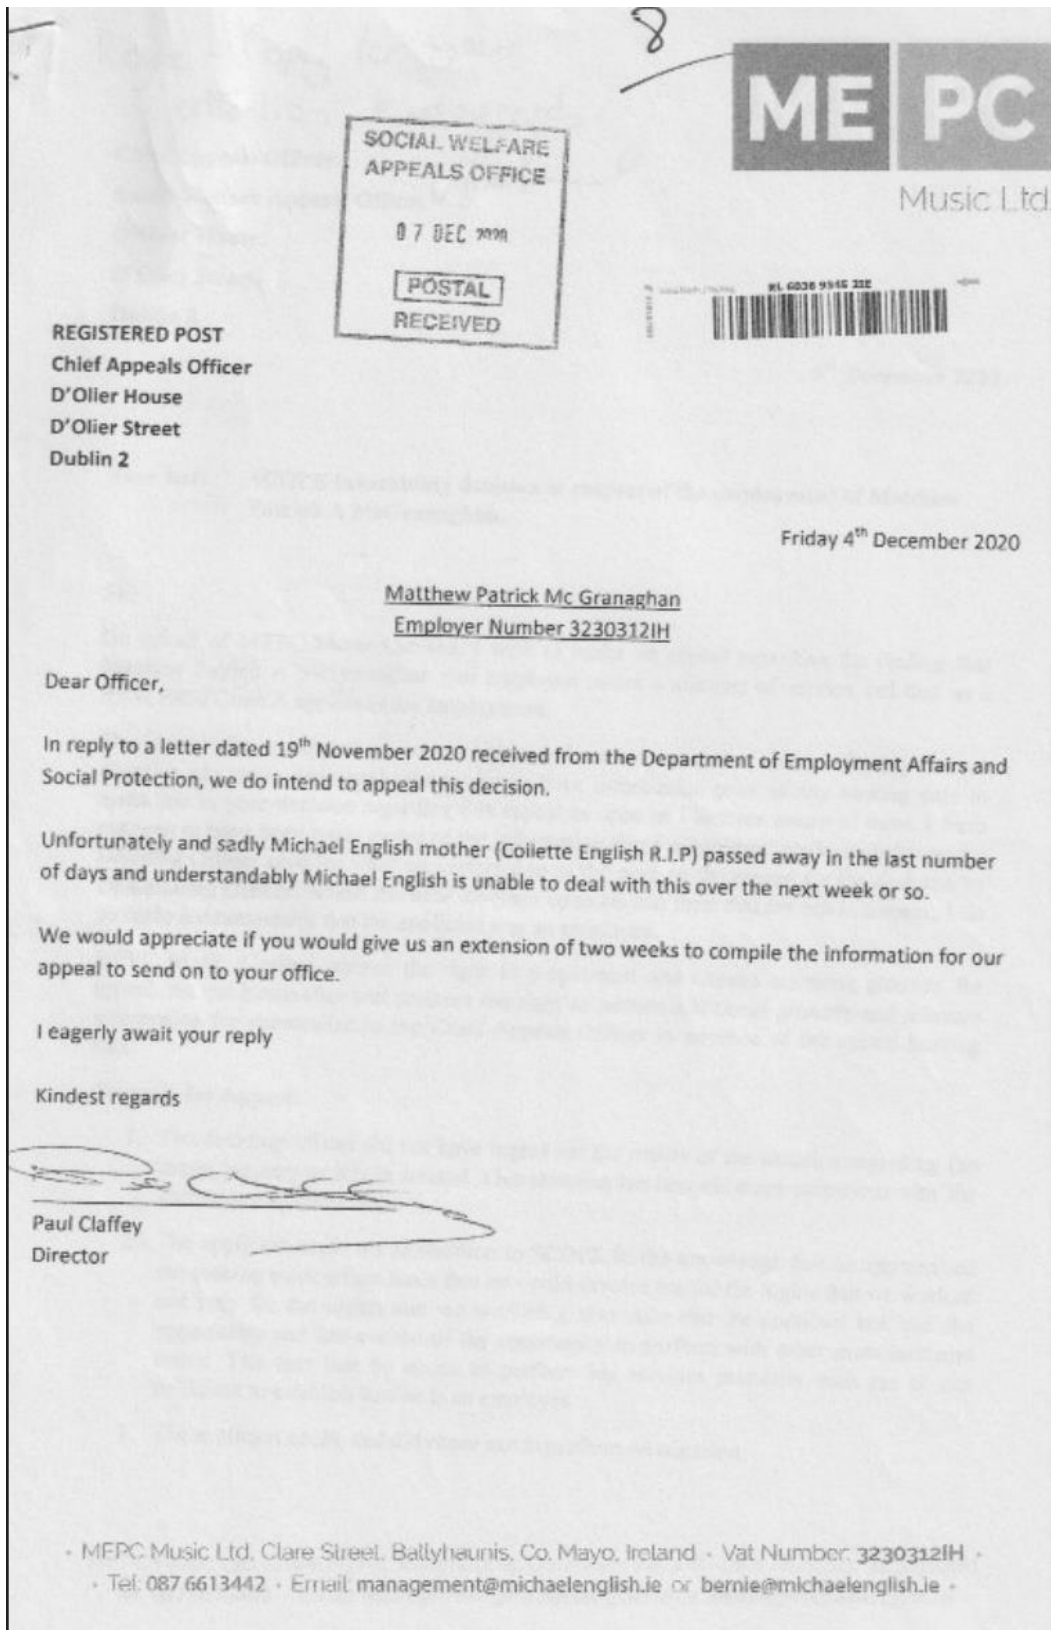 8
ME PC
Music Ltd
SOCIAL WELFARE
APPEALS OFFICE
07 DEC 2020
POSTAL
RECEIVED
REGISTERED POST
Chief Appeals Officer
D'Olier House
D'Olier Street
Dublin 2
Friday 4th December 2020
Matthew Patrick Mc Granaghan
Employer Number 3230312IH
Dear Officer,
In reply to a letter dated 19th November 2020 received from the Department of Employment Affairs and
Social Protection, we do intend to appeal this decision.
Unfortunately and sadly Michael English mother (Collette English R.I.P) passed away in the last number
of days and understandably Michael English is unable to deal with this over the next week or so.
We would appreciate if you would give us an extension of two weeks to compile the information for our
appeal to send on to your office.
I eagerly await your reply
Kindest regards
Paul Claffey
Director
• MEPC Music Ltd, Clare Street, Ballyhaunis, Co. Mayo, Ireland • Vat Number: 3230312IH •
• Tel: 087 6613442 • Email management@michaelenglish.ie or bernie@michaelenglish.ie •